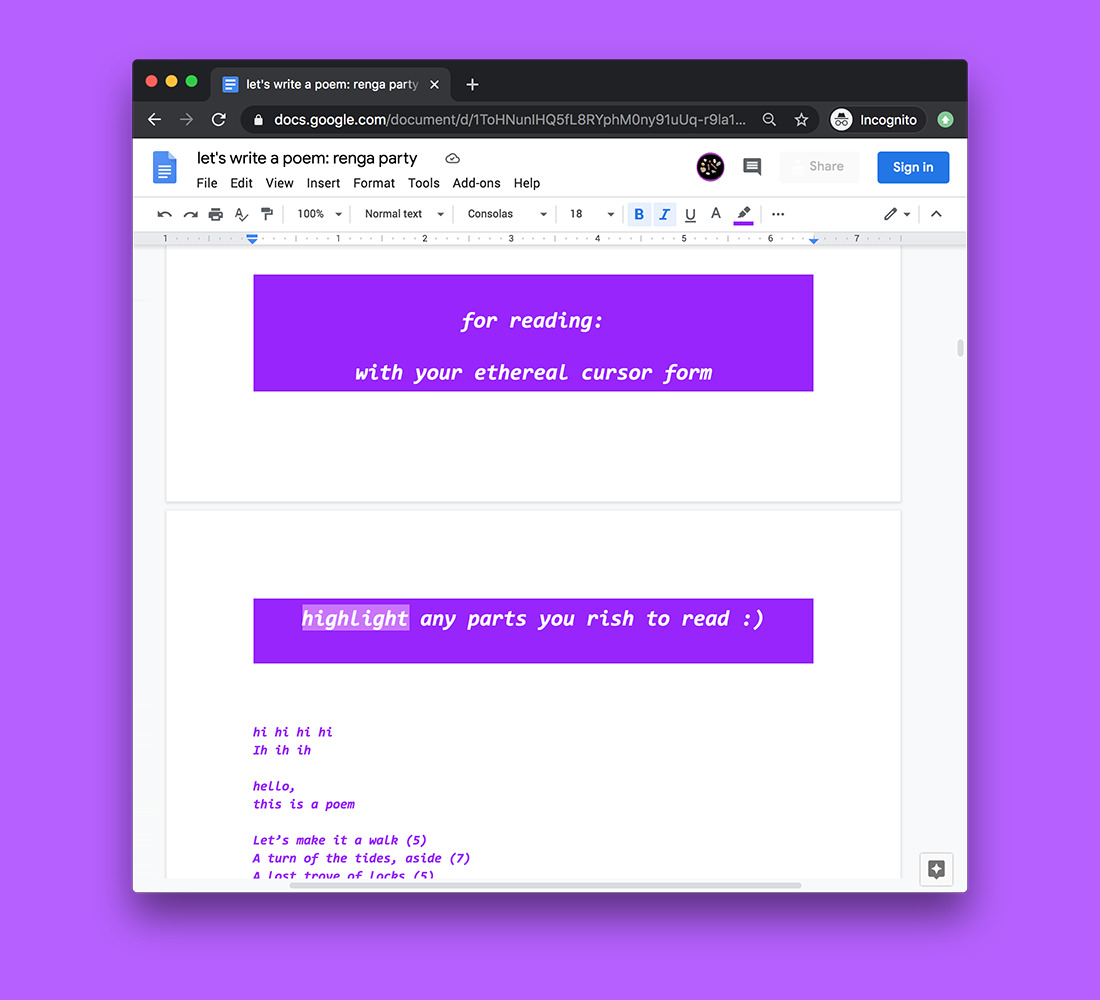 let's write a poem: renga party
docs.google.com/document/d/1ToHNunIHQ5fL8RYphM0ny91uUq-r9la1...
Incognito
let's write a poem: renga party
Share
Sign in
File Edit View Insert Format Tools Add-ons Help
100% Normal text Consolas 18 B I U A
1 1 2 3 4 5 6 7
for reading:
with your ethereal cursor form
highlight any parts you rish to read :)
hi hi hi hi
Ih ih ih
hello,
this is a poem
Let’s make it a walk (5)
A turn of the tides, aside (7)
A lost trove of locks (5)